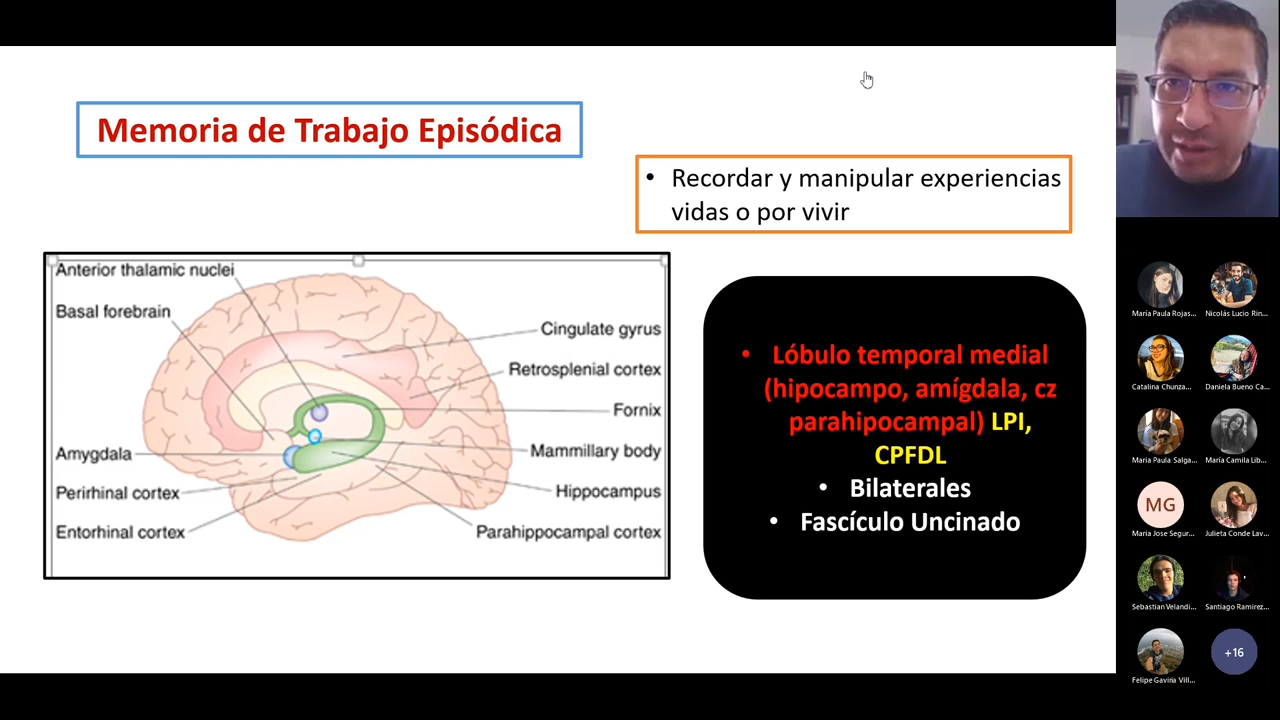 Memoria de Trabajo Episódica
• Recordar y manipular experiencias
vidas o por vivir
Anterior thalamic nuclei
Basal forebrain
Cingulate gyrus
Retrosplenial cortex
Fornix
Amygdala
Mammillary body
Perirhinal cortex
Hippocampus
Entorhinal cortex
Parahippocampal cortex
• Lóbulo temporal medial
(hipocampo, amígdala, cz
parahipocampal) LPI,
CPFDL
• Bilaterales
• Fascículo Uncinado
María Paula Rojas...
Nicolás Lucio Rin...
Catalina Chunza...
Daniela Bueno Ca...
María Paula Salga...
María Camila Lib...
MG
Maria Jose Segur...
Julieta Conde Lav...
Sebastian Velandi...
Santiago Ramirez...
Felipe Gaviria Vill...
+16